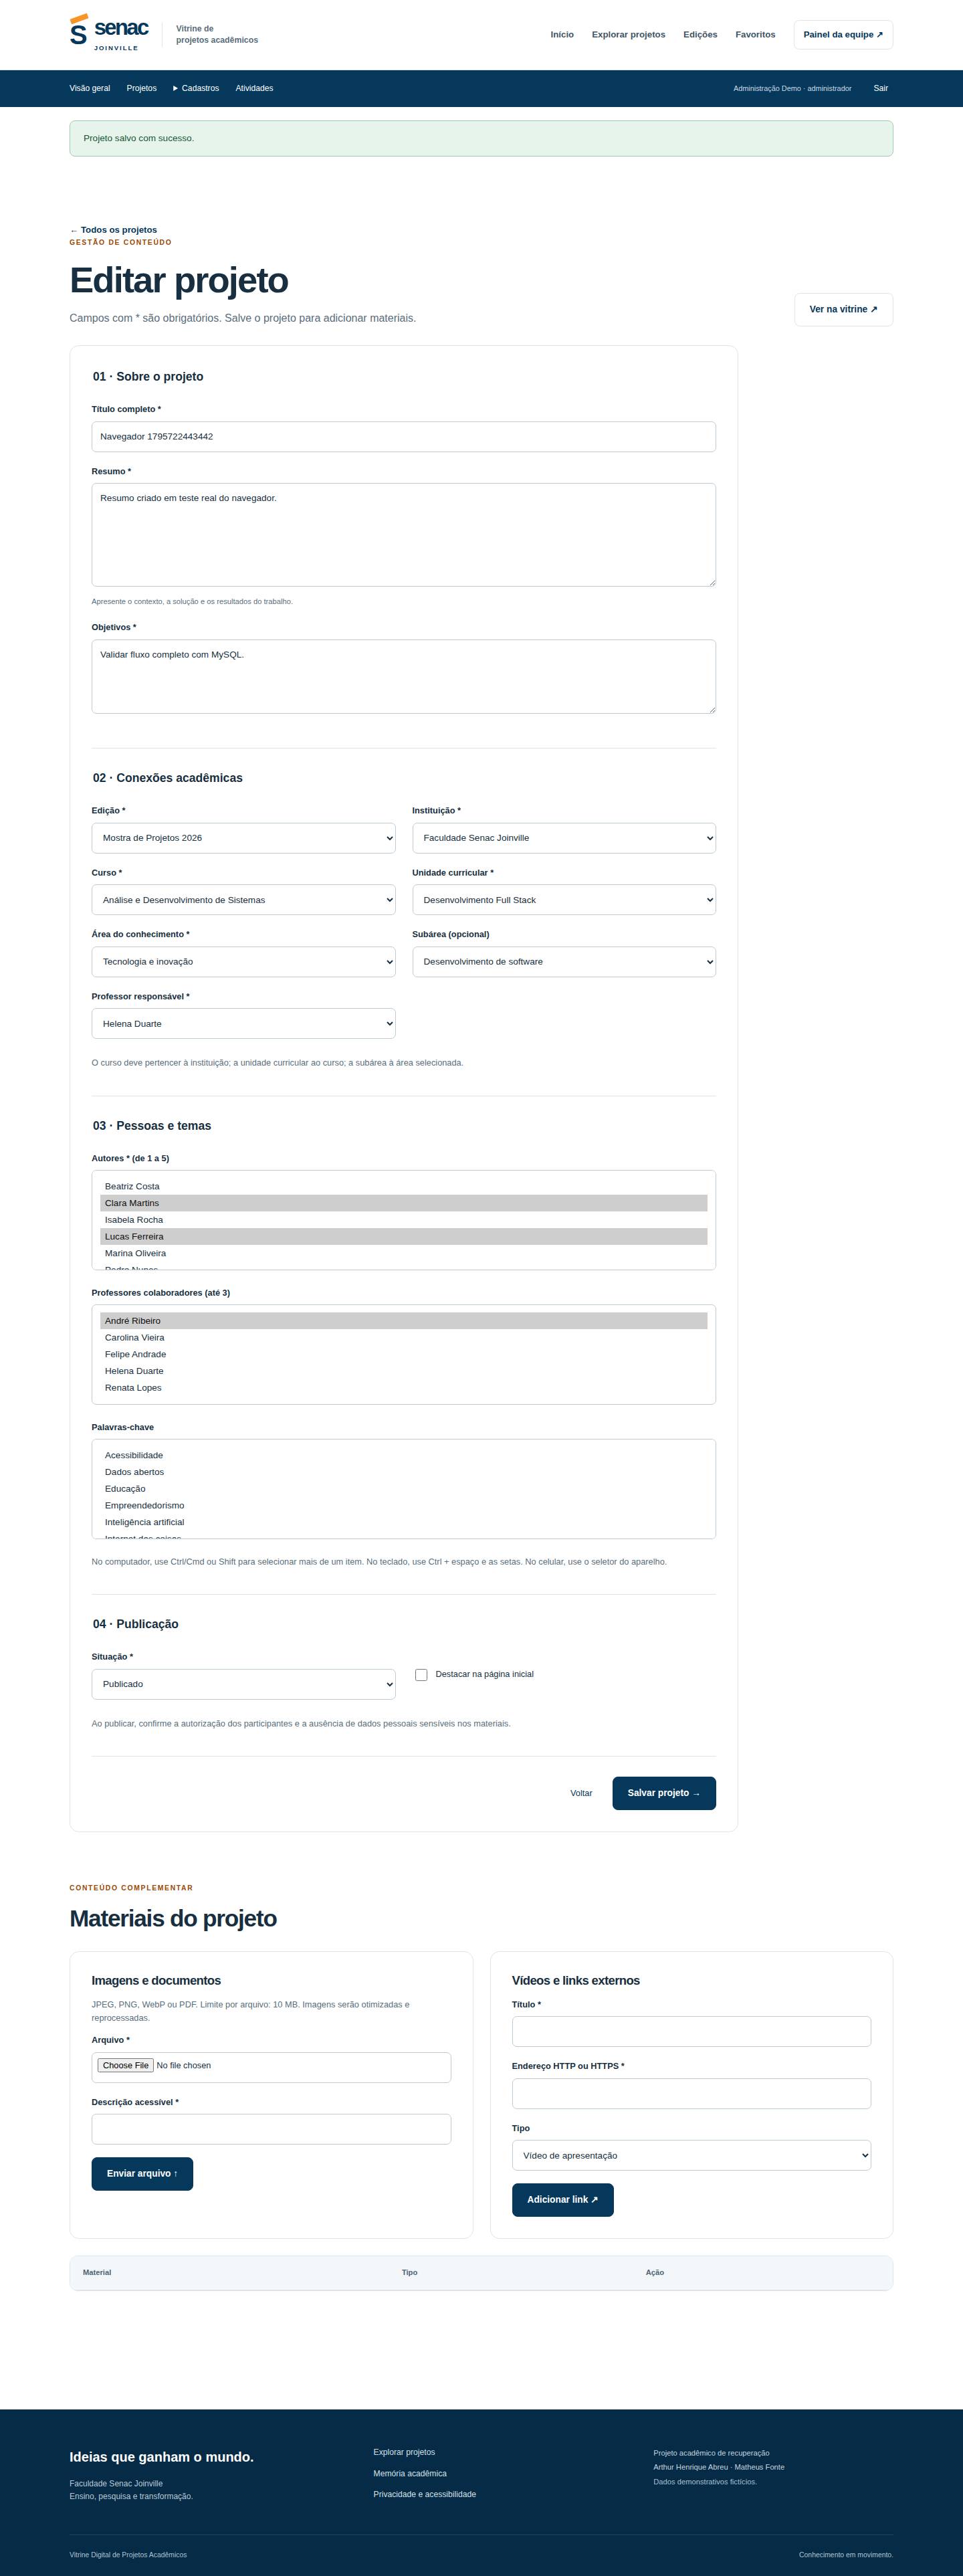 senac
JOINVILLE
Vitrine de
projetos acadêmicos
Início Explorar projetos Edições Favoritos Painel da equipe ↗
Visão geral Projetos ▶ Cadastros Atividades Administração Demo · administrador Sair
Projeto salvo com sucesso.
← Todos os projetos
GESTÃO DE CONTEÚDO
Editar projeto
Campos com * são obrigatórios. Salve o projeto para adicionar materiais.
Ver na vitrine ↗
01 · Sobre o projeto
Título completo *
Navegador 1795722443442
Resumo *
Resumo criado em teste real do navegador.
Apresente o contexto, a solução e os resultados do trabalho.
Objetivos *
Validar fluxo completo com MySQL.
02 · Conexões acadêmicas
Edição * Instituição *
Mostra de Projetos 2026 Faculdade Senac Joinville
Curso * Unidade curricular *
Análise e Desenvolvimento de Sistemas Desenvolvimento Full Stack
Área do conhecimento * Subárea (opcional)
Tecnologia e inovação Desenvolvimento de software
Professor responsável *
Helena Duarte
O curso deve pertencer à instituição; a unidade curricular ao curso; a subárea à área selecionada.
03 · Pessoas e temas
Autores * (de 1 a 5)
Beatriz Costa
Clara Martins
Isabela Rocha
Lucas Ferreira
Marina Oliveira
Pedro Nunes
Professores colaboradores (até 3)
André Ribeiro
Carolina Vieira
Felipe Andrade
Helena Duarte
Renata Lopes
Palavras-chave
Acessibilidade
Dados abertos
Educação
Empreendedorismo
Inteligência artificial
Internet das coisas
No computador, use Ctrl/Cmd ou Shift para selecionar mais de um item. No teclado, use Ctrl + espaço e as setas. No celular, use o seletor do aparelho.
04 · Publicação
Situação *
Publicado
Destacar na página inicial
Ao publicar, confirme a autorização dos participantes e a ausência de dados pessoais sensíveis nos materiais.
Voltar Salvar projeto →
CONTEÚDO COMPLEMENTAR
Materiais do projeto
Imagens e documentos
JPEG, PNG, WebP ou PDF. Limite por arquivo: 10 MB. Imagens serão otimizadas e
reprocessadas.
Arquivo *
Choose File No file chosen
Descrição acessível *
Enviar arquivo ↑
Vídeos e links externos
Título *
Endereço HTTP ou HTTPS *
Tipo
Vídeo de apresentação
Adicionar link ↗
Material Tipo Ação
Ideias que ganham o mundo.
Faculdade Senac Joinville
Ensino, pesquisa e transformação.
Explorar projetos
Memória acadêmica
Privacidade e acessibilidade
Projeto acadêmico de recuperação
Arthur Henrique Abreu · Matheus Fonte
Dados demonstrativos fictícios.
Vitrine Digital de Projetos Acadêmicos Conhecimento em movimento.